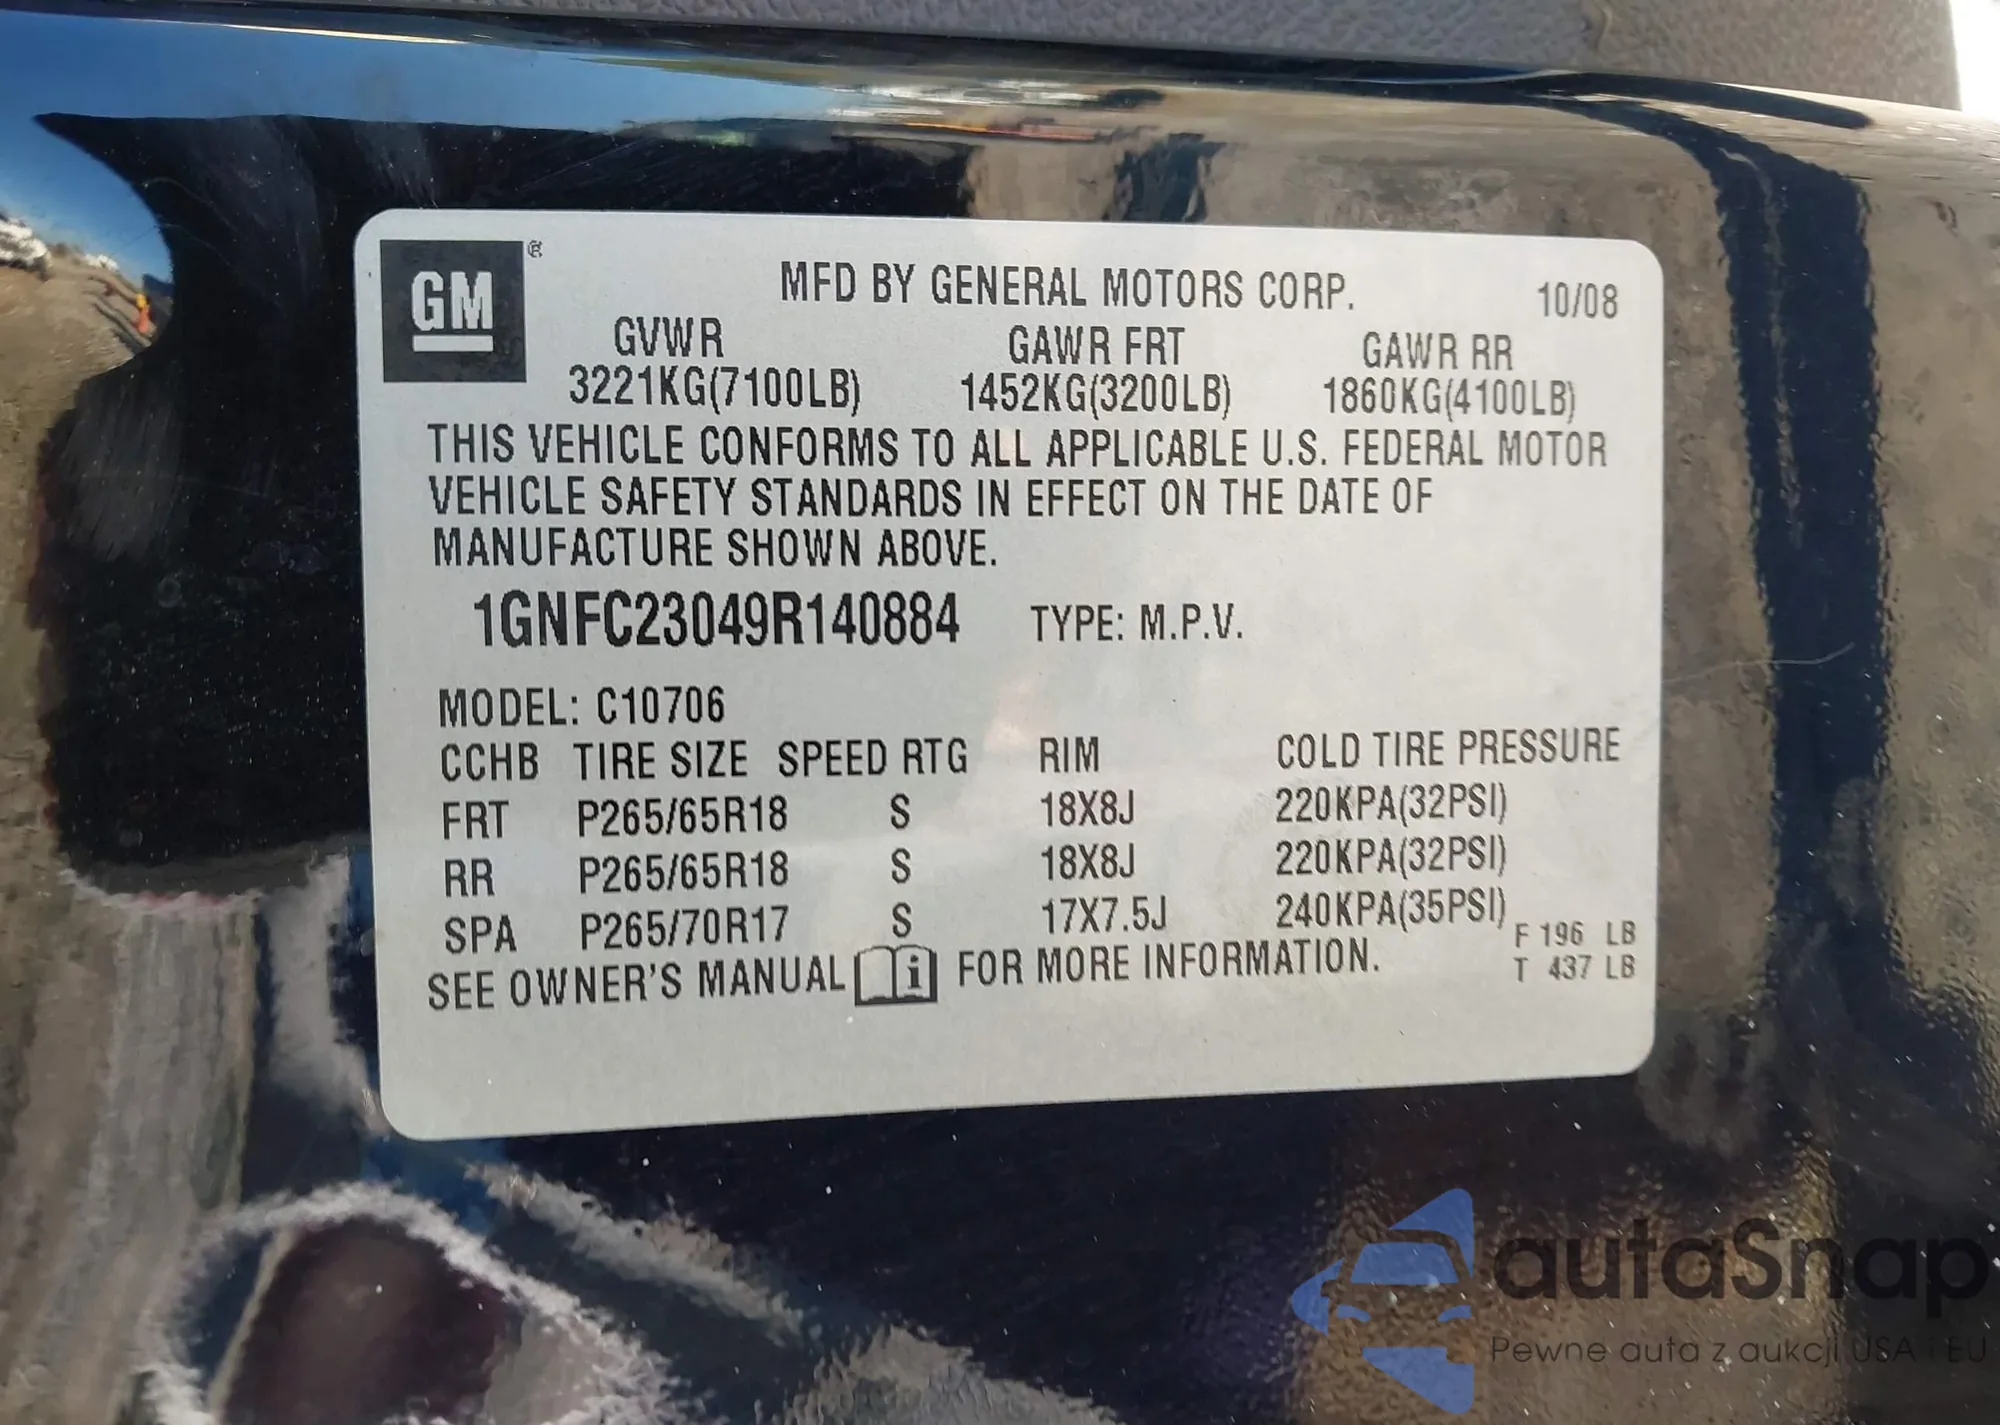 GM
MFD BY GENERAL MOTORS CORP. 10/08
GVWR GAWR FRT GAWR RR
3221KG(7100LB) 1452KG(3200LB) 1860KG(4100LB)
THIS VEHICLE CONFORMS TO ALL APPLICABLE U.S. FEDERAL MOTOR
VEHICLE SAFETY STANDARDS IN EFFECT ON THE DATE OF
MANUFACTURE SHOWN ABOVE.
1GNFC23049R140884 TYPE: M.P.V.
MODEL: C10706
CCHB TIRE SIZE SPEED RTG RIM COLD TIRE PRESSURE
FRT P265/65R18 S 18X8J 220KPA(32PSI)
RR P265/65R18 S 18X8J 220KPA(32PSI)
SPA P265/70R17 S 17X7.5J 240KPA(35PSI)
F 196 LB
T 437 LB
SEE OWNER'S MANUAL i FOR MORE INFORMATION.
autaSnap
Pewne auta z aukcji USA i EU